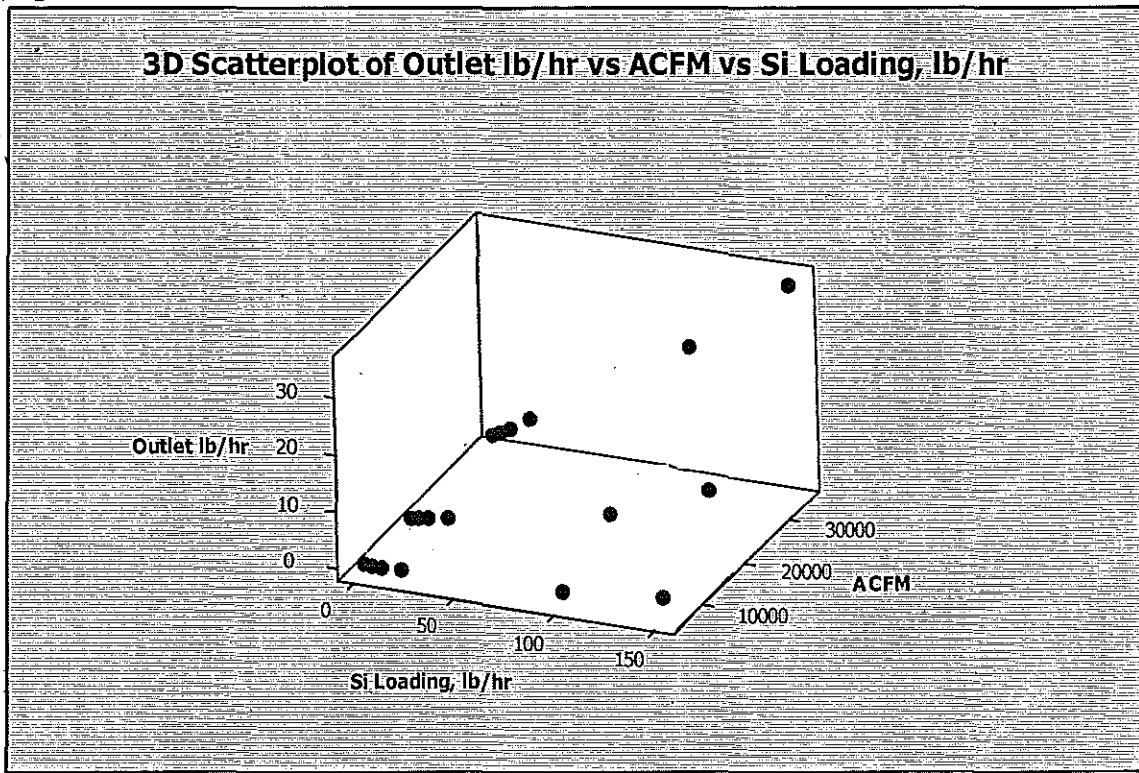 3D Scatterplot of Outlet lb/hr vs ACFM vs Si Loading, lb/hr
30
Outlet lb/hr 20
10
0
0
50
100
150
Si Loading, lb/hr
30000
20000
ACFM
10000